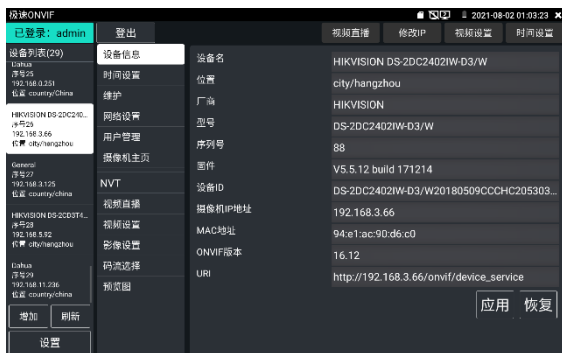 极速ONVIF
2021-08-02 01:03:23
已登录：admin
登出
视频直播
修改IP
视频设置
时间设置
设备列表(29)
Dahua
序号25
192.168.0.251
位置 country/China
HIKVISION DS-2DC240...
序号26
192.168.3.66
位置 city/hangzhou
General
序号27
192.168.3.125
位置 country/china
HIKVISION DS-2CD3T4...
序号28
192.168.5.92
位置 city/hangzhou
Dahua
序号29
192.168.11.236
位置 country/china
增加
刷新
设置
设备信息
时间设置
维护
网络设置
用户管理
摄像机主页
NVT
视频直播
视频设置
影像设置
码流选择
预览图
设备名
HIKVISION DS-2DC2402IW-D3/W
位置
city/hangzhou
厂商
HIKVISION
型号
DS-2DC2402IW-D3/W
序列号
88
固件
V5.5.12 build 171214
设备ID
DS-2DC2402IW-D3/W20180509CCCHC205303...
摄像机IP地址
192.168.3.66
MAC地址
94:e1:ac:90:d6:c0
ONVIF版本
16.12
URI
http://192.168.3.66/onvif/device_service
应用
恢复